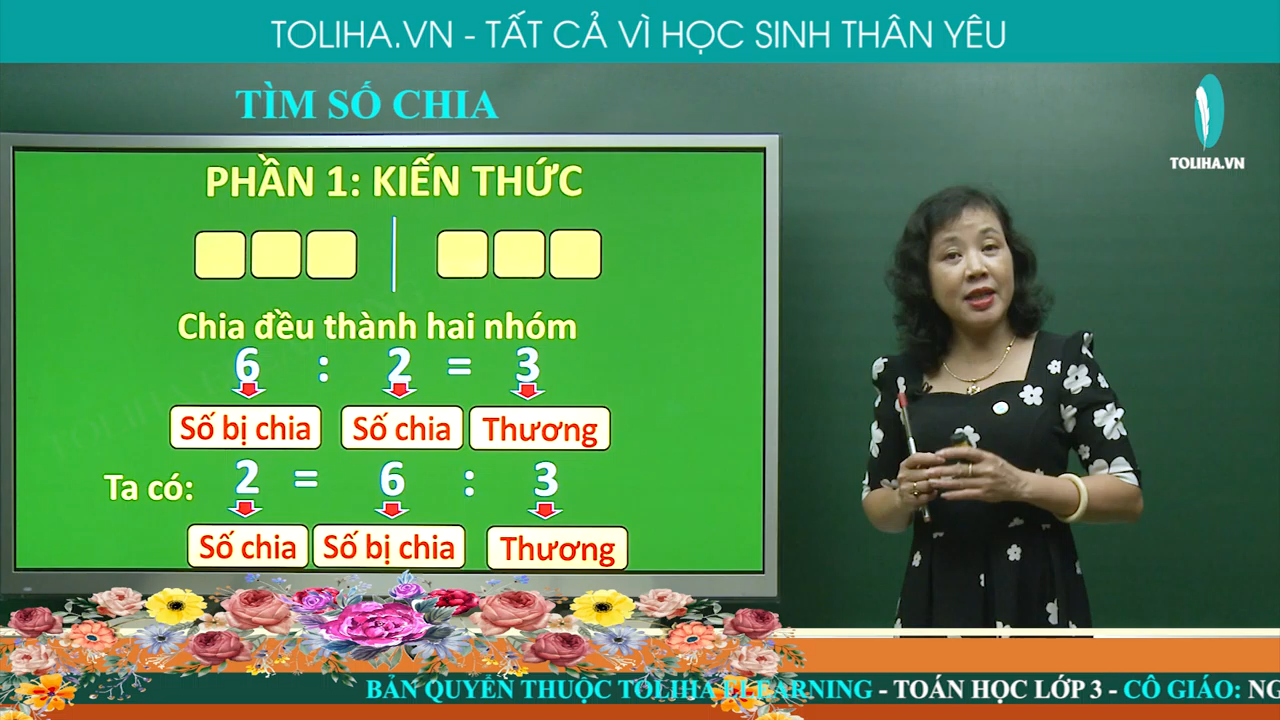 TOLIHA.VN - TẤT CẢ VÌ HỌC SINH THÂN YÊU
TÌM SỐ CHIA
TOLIHA.VN
PHẦN 1: KIẾN THỨC
Chia đều thành hai nhóm
6 : 2 = 3
Số bị chia Số chia Thương
Ta có: 2 = 6 : 3
Số chia Số bị chia Thương
BẢN QUYỀN THUỘC TOLIHA ELEARNING - TOÁN HỌC LỚP 3 - CÔ GIÁO: NG